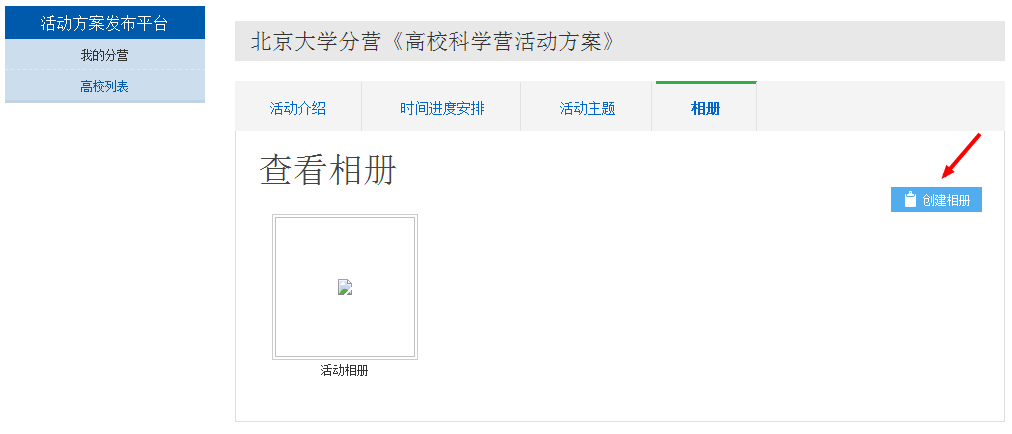 活动方案发布平台
我的分营
高校列表
北京大学分营《高校科学营活动方案》
活动介绍
时间进度安排
活动主题
相册
查看相册
创建相册
活动相册